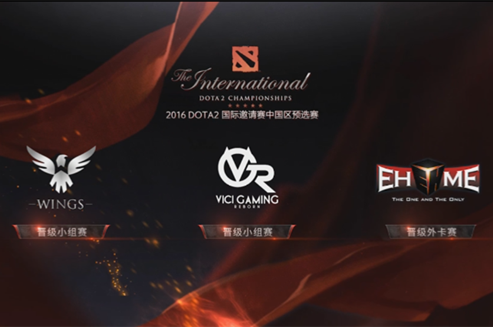 The International
DOTA2 CHAMPIONSHIPS
2016 DOTA2 国际邀请赛中国区预选赛
WINGS
VGR
VICI GAMING
REBORN
EHOME
THE ONE AND THE ONLY
晋级小组赛
晋级小组赛
晋级外卡赛